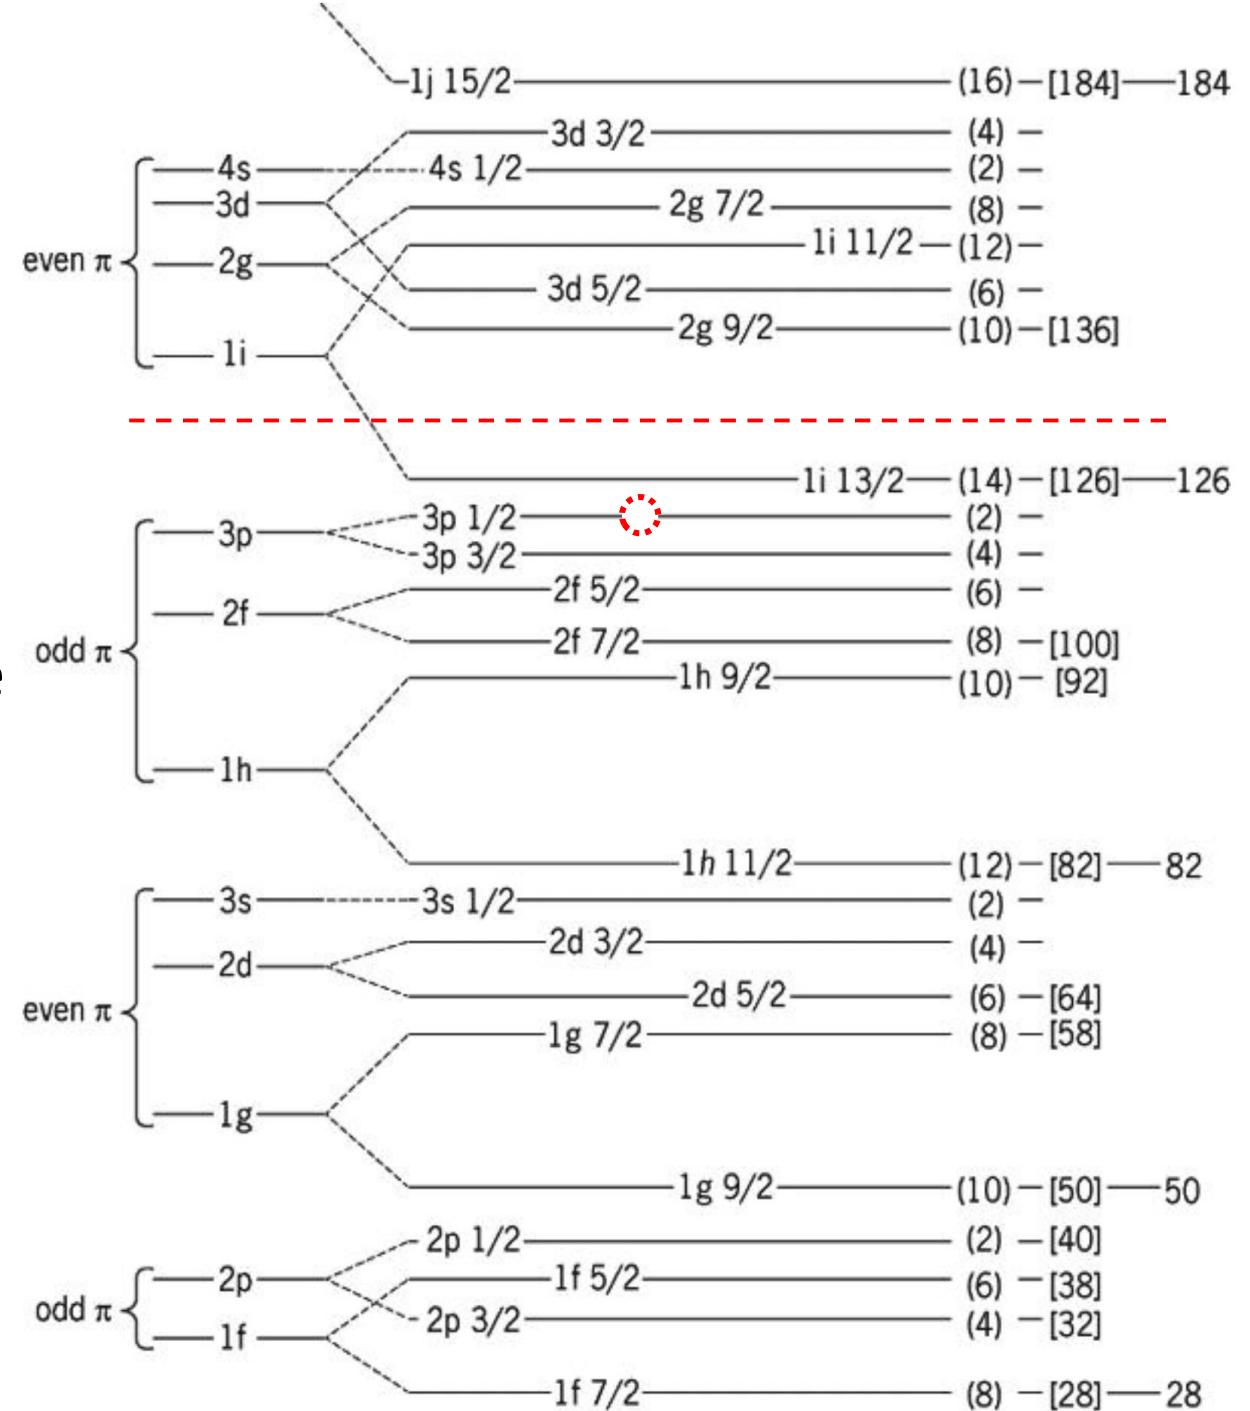 1j 15/2 (16) [184] 184
3d 3/2 (4)
4s 4s 1/2 (2)
3d 2g 7/2 (8)
1i 11/2 (12)
even π 2g
3d 5/2 (6)
2g 9/2 (10) [136]
1i
1i 13/2 (14) [126] 126
3p 3p 1/2 (2)
3p 3/2 (4)
2f 5/2 (6)
2f
2f 7/2 (8) [100]
odd π
1h 9/2 (10) [92]
e
1h
1h 11/2 (12) [82] 82
3s 3s 1/2 (2)
2d 3/2 (4)
2d
2d 5/2 (6) [64]
even π
1g 7/2 (8) [58]
1g
1g 9/2 (10) [50] 50
2p 1/2 (2) [40]
2p 1f 5/2 (6) [38]
odd π
2p 3/2 (4) [32]
1f
1f 7/2 (8) [28] 28